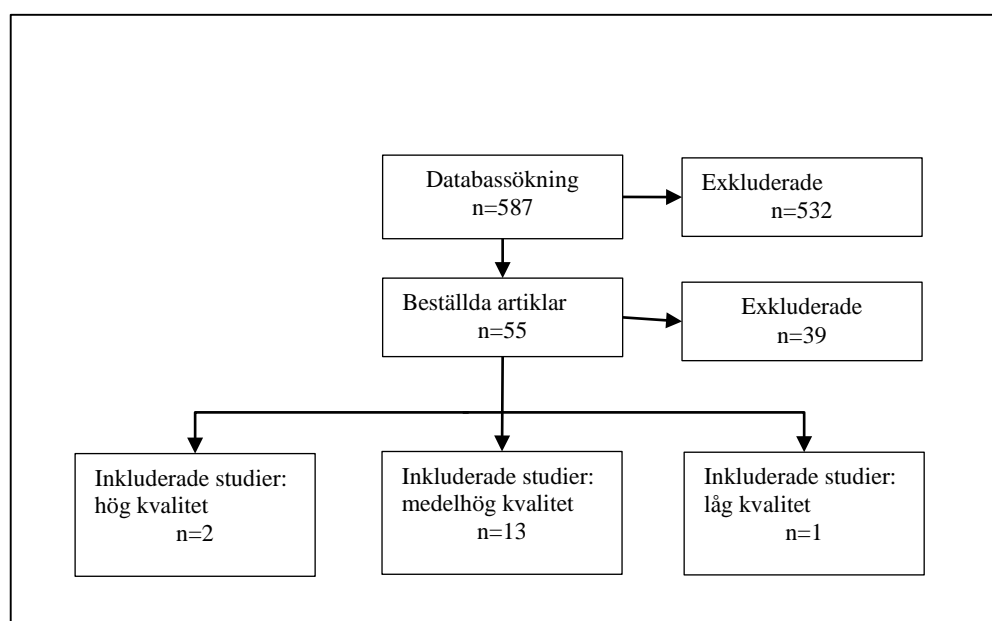 Databassökning
n=587
Exkluderade
n=532
Beställda artiklar
n=55
Exkluderade
n=39
Inkluderade studier:
hög kvalitet
n=2
Inkluderade studier:
medelhög kvalitet
n=13
Inkluderade studier:
låg kvalitet
n=1